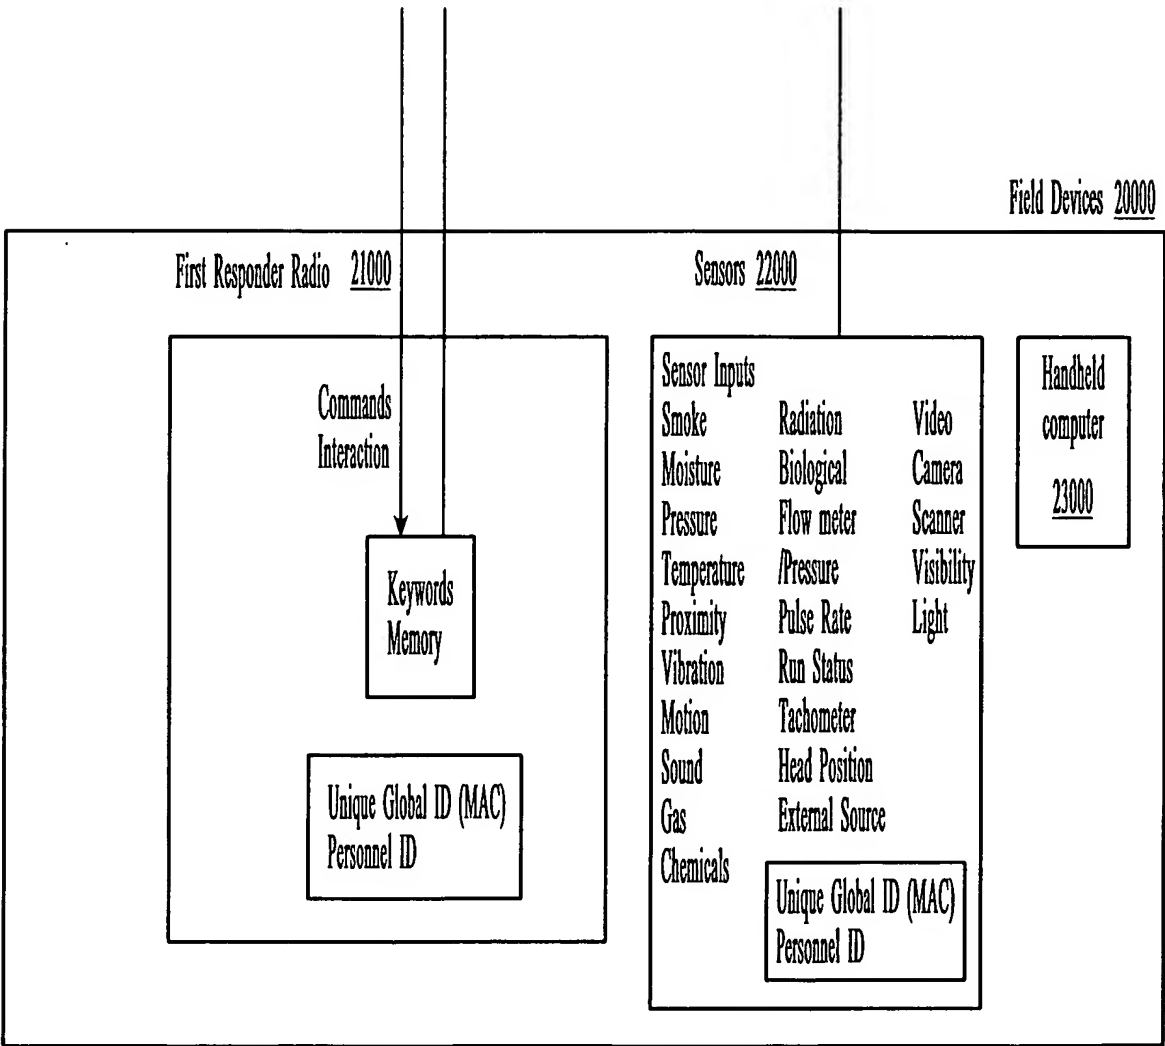 Field Devices 20000
First Responder Radio 21000
Commands
Interaction
Keywords
Memory
Unique Global ID (MAC)
Personnel ID
Sensors 22000
Sensor Inputs
Smoke
Moisture
Pressure
Temperature
Proximity
Vibration
Motion
Sound
Gas
Chemicals
Radiation
Biological
Flow meter
/Pressure
Pulse Rate
Run Status
Tachometer
Head Position
External Source
Video
Camera
Scanner
Visibility
Light
Unique Global ID (MAC)
Personnel ID
Handheld
computer
23000